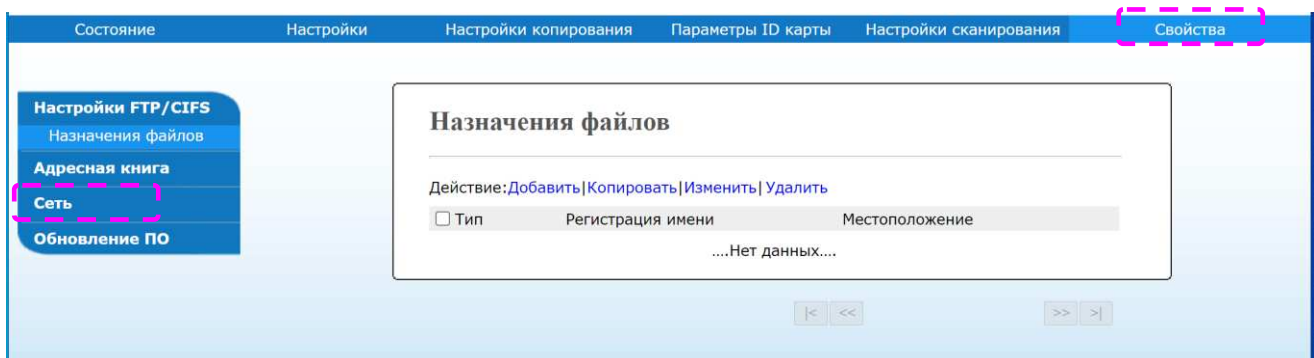 Состояние Настройки Настройки копирования Параметры ID карты Настройки сканирования Свойства
Настройки FTP/CIFS
Назначения файлов
Адресная книга
Сеть
Обновление ПО
Назначения файлов
Действие:Добавить|Копировать|Изменить| Удалить
Тип Регистрация имени Местоположение
....Нет данных....
|< << >> >|